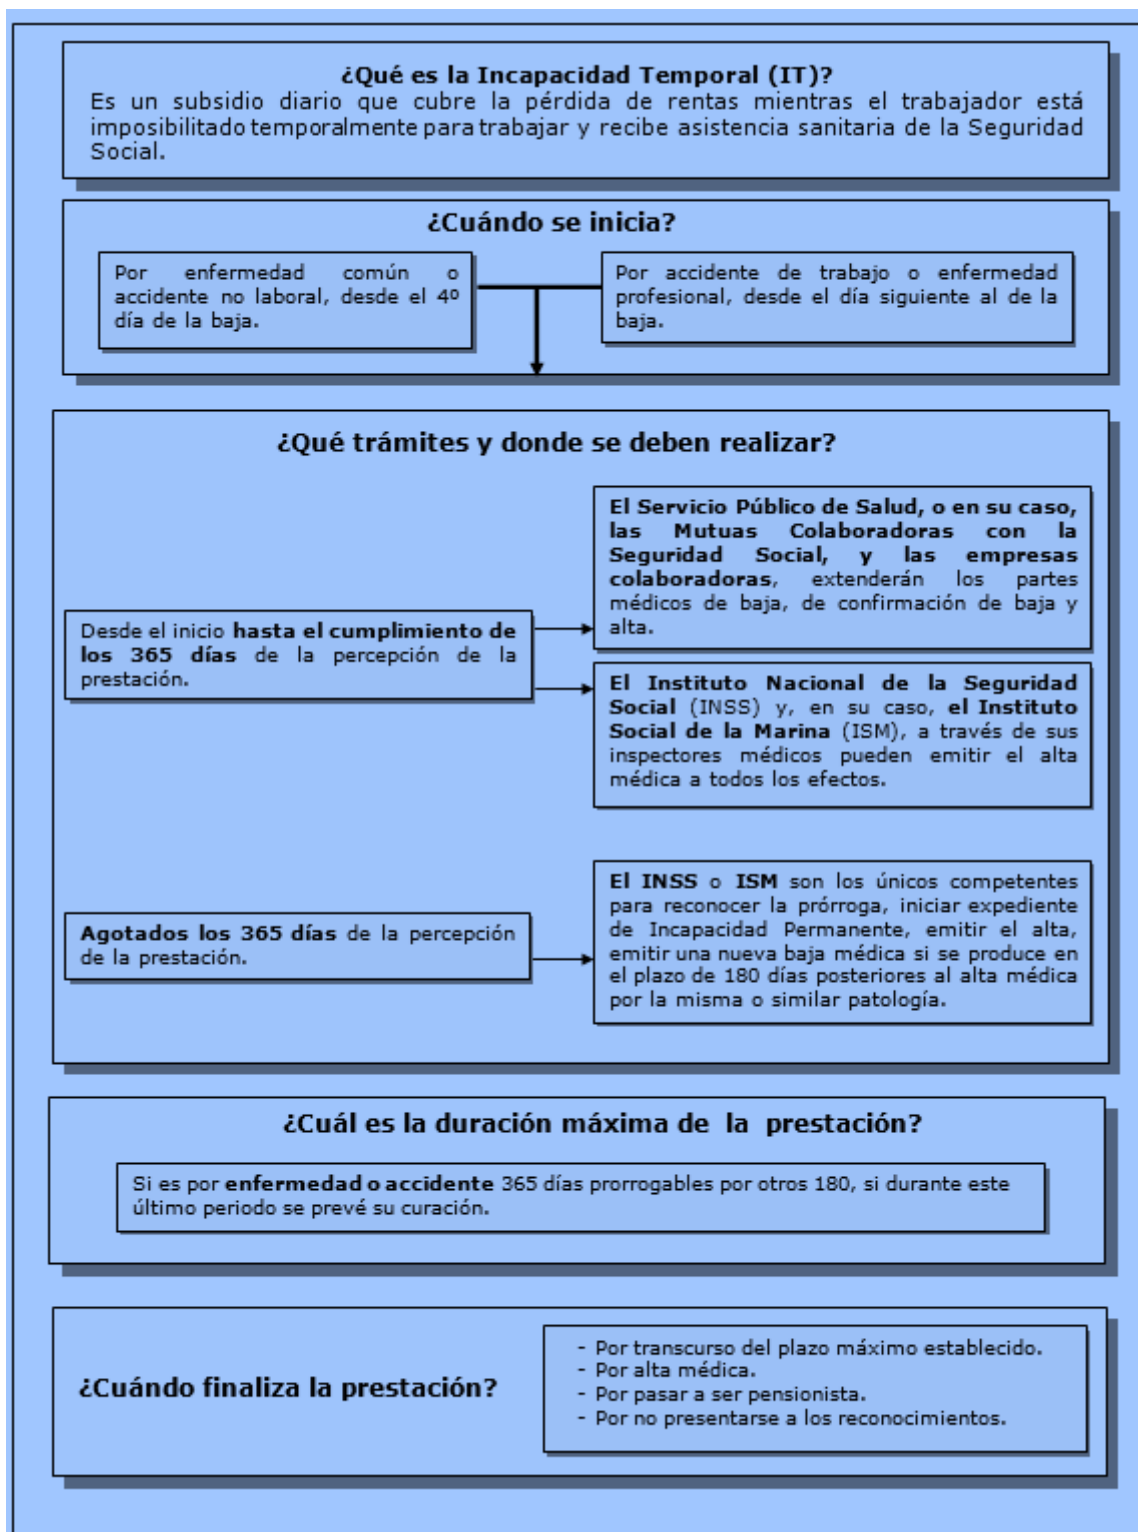 ¿Qué es la Incapacidad Temporal (IT)?
Es un subsidio diario que cubre la pérdida de rentas mientras el trabajador está
imposibilitado temporalmente para trabajar y recibe asistencia sanitaria de la Seguridad
Social.
¿Cuándo se inicia?
Por enfermedad común o
accidente no laboral, desde el 4º
día de la baja.
Por accidente de trabajo o enfermedad
profesional, desde el día siguiente al de la
baja.
¿Qué trámites y donde se deben realizar?
Desde el inicio hasta el cumplimiento de
los 365 días de la percepción de la
prestación.
El Servicio Público de Salud, o en su caso,
las Mutuas Colaboradoras con la
Seguridad Social, y las empresas
colaboradoras, extenderán los partes
médicos de baja, de confirmación de baja y
alta.
El Instituto Nacional de la Seguridad
Social (INSS) y, en su caso, el Instituto
Social de la Marina (ISM), a través de sus
inspectores médicos pueden emitir el alta
médica a todos los efectos.
Agotados los 365 días de la percepción
de la prestación.
El INSS o ISM son los únicos competentes
para reconocer la prórroga, iniciar expediente
de Incapacidad Permanente, emitir el alta,
emitir una nueva baja médica si se produce en
el plazo de 180 días posteriores al alta médica
por la misma o similar patología.
¿Cuál es la duración máxima de la prestación?
Si es por enfermedad o accidente 365 días prorrogables por otros 180, si durante este
último periodo se prevé su curación.
¿Cuándo finaliza la prestación?
- Por transcurso del plazo máximo establecido.
- Por alta médica.
- Por pasar a ser pensionista.
- Por no presentarse a los reconocimientos.